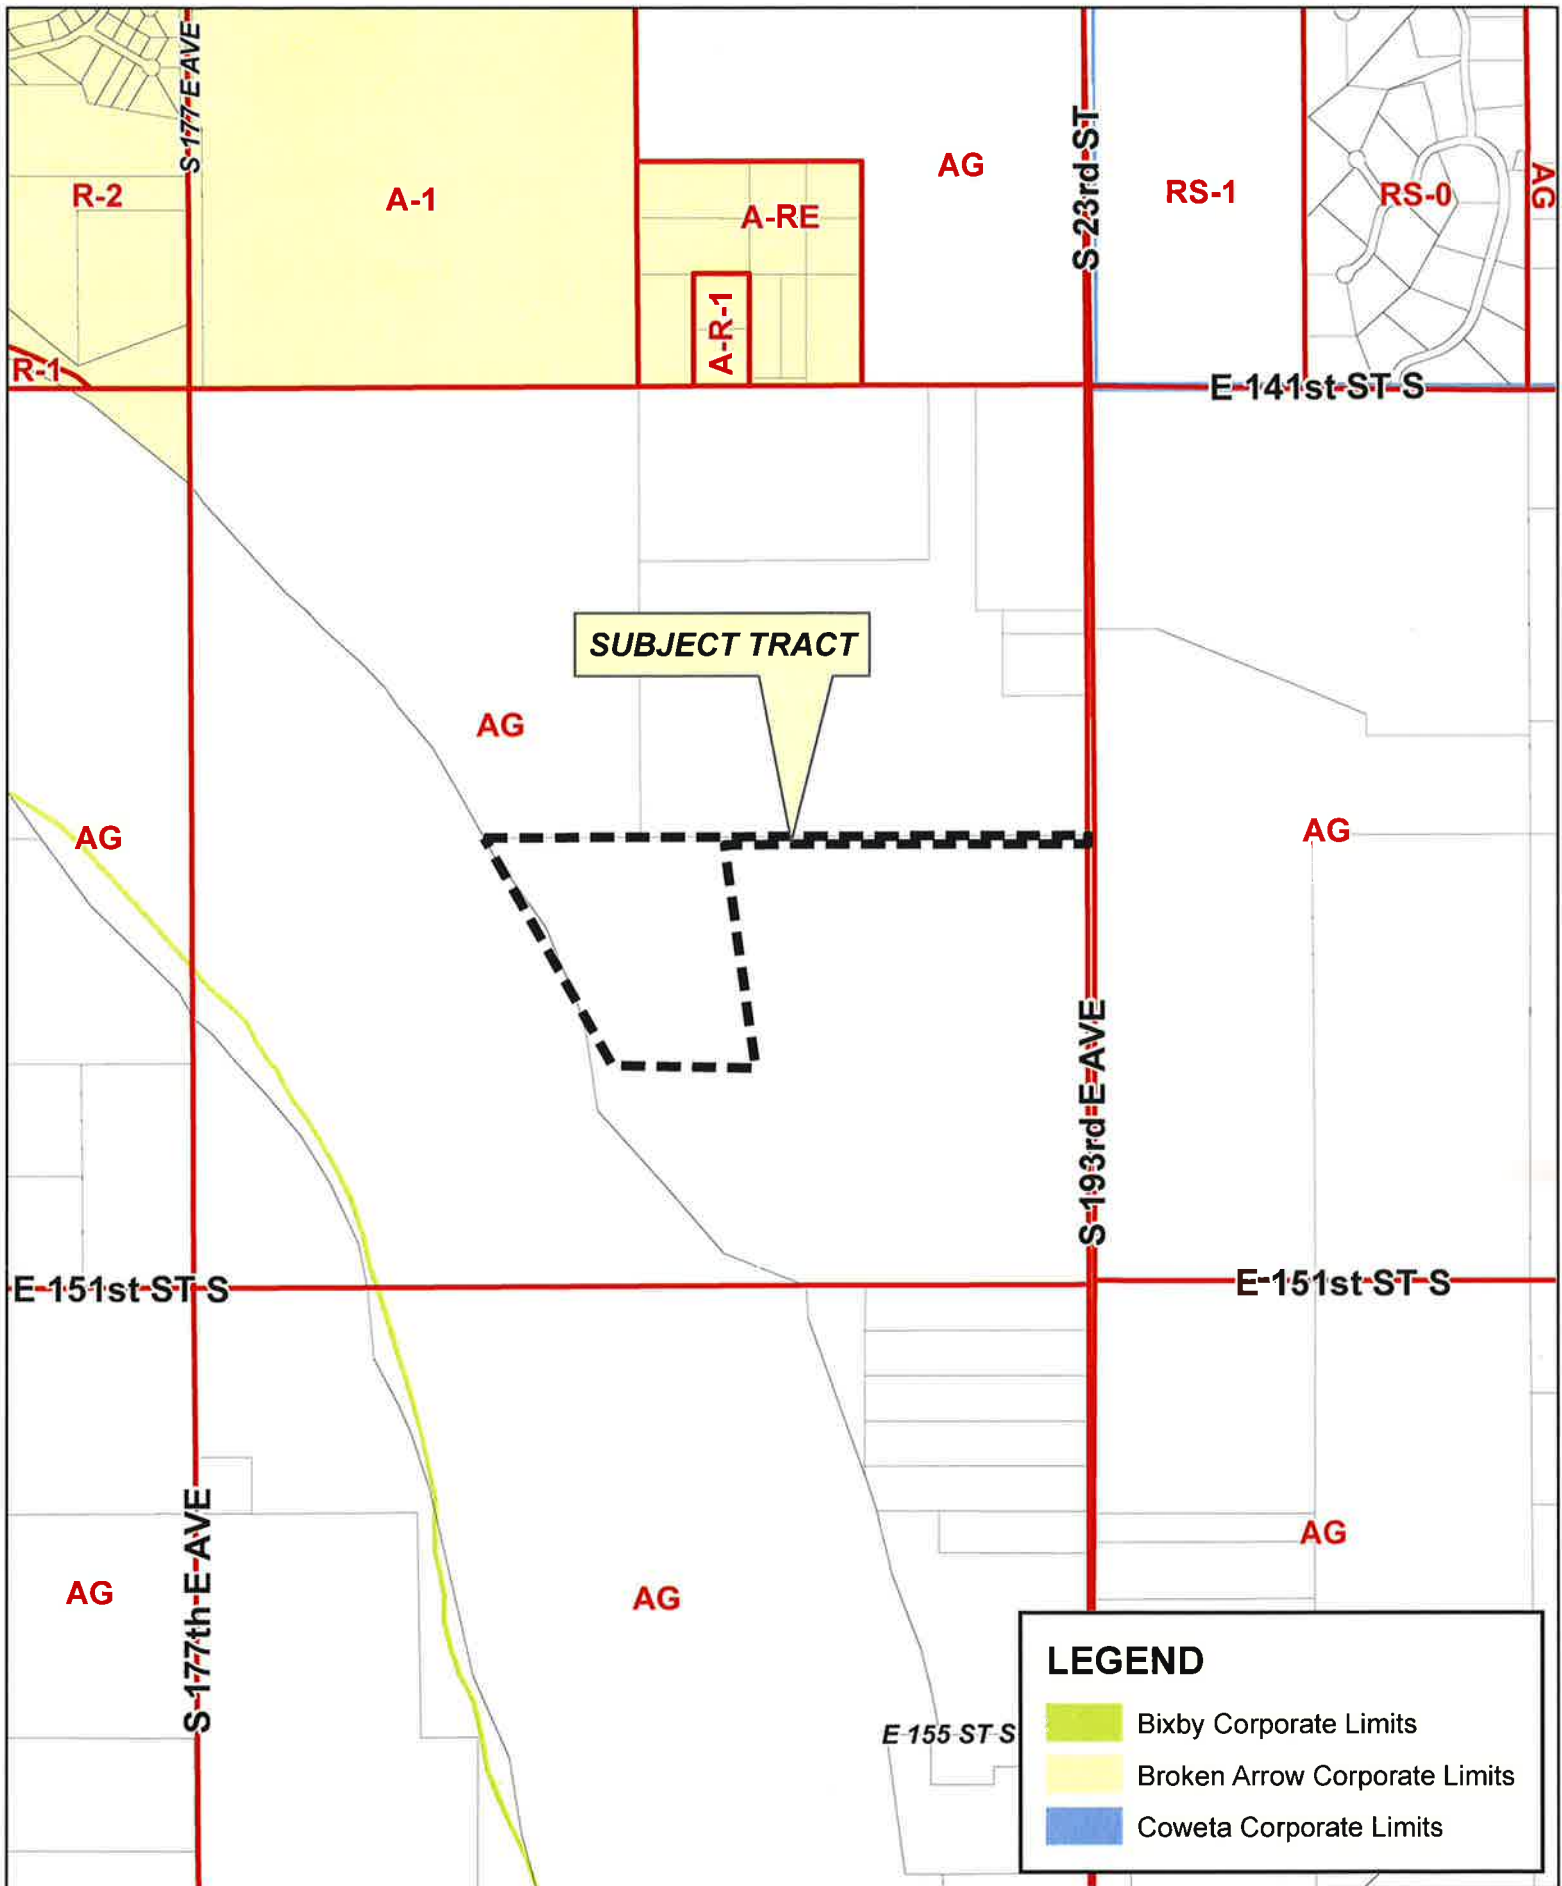 S 177 E AVE
R-2
A-1
A-RE
A-R-1
AG
S 23rd ST
RS-1
RS-0
AG
R-1
E 141st ST S
SUBJECT TRACT
AG
AG
AG
S 193rd E AVE
E 151st ST S
E 151st ST S
S 177th E AVE
AG
AG
AG
E 155 ST S
LEGEND
Bixby Corporate Limits
Broken Arrow Corporate Limits
Coweta Corporate Limits